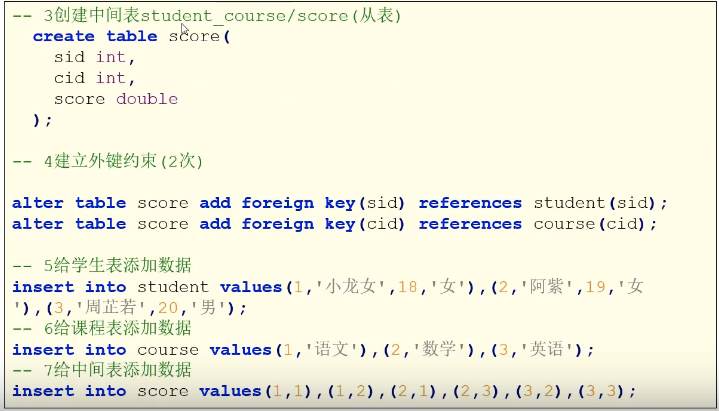 -- 3创建中间表student_course/score(从表)
create table score(
sid int,
cid int,
score double
);
-- 4建立外键约束(2次)
alter table score add foreign key(sid) references student(sid);
alter table score add foreign key(cid) references course(cid);
-- 5给学生表添加数据
insert into student values(1,'小龙女',18,'女'),(2,'阿紫',19,'女
'),(3,'周芷若',20,'男');
-- 6给课程表添加数据
insert into course values(1,'语文'),(2,'数学'),(3,'英语');
-- 7给中间表添加数据
insert into score values(1,1),(1,2),(2,1),(2,3),(3,2),(3,3);